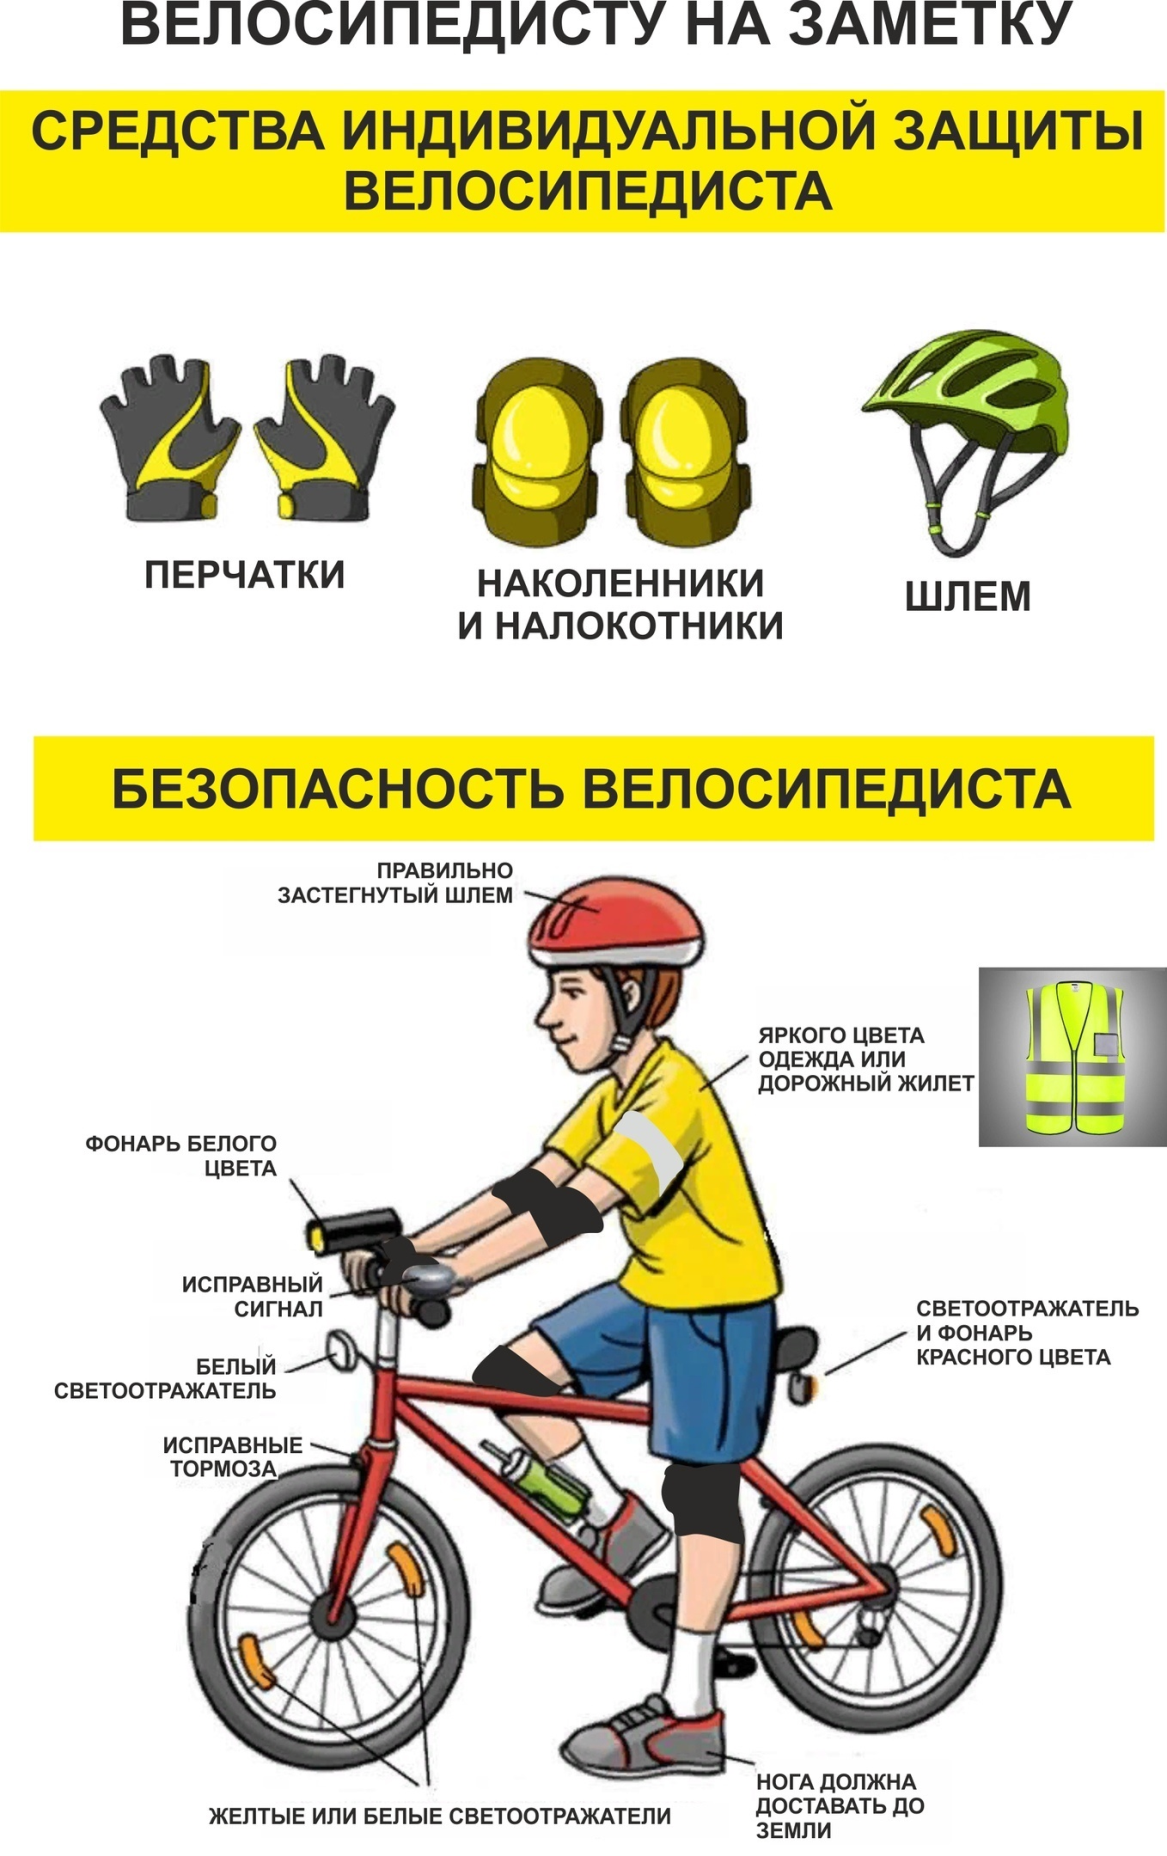 ВЕЛОСИПЕДИСТУ НА ЗАМЕТКУ
СРЕДСТВА ИНДИВИДУАЛЬНОЙ ЗАЩИТЫ
ВЕЛОСИПЕДИСТА
ПЕРЧАТКИ
НАКОЛЕННИКИ
И НАЛОКОТНИКИ
ШЛЕМ
БЕЗОПАСНОСТЬ ВЕЛОСИПЕДИСТА
ПРАВИЛЬНО
ЗАСТЕГНУТЫЙ ШЛЕМ
ЯРКОГО ЦВЕТА
ОДЕЖДА ИЛИ
ДОРОЖНЫЙ ЖИЛЕТ
ФОНАРЬ БЕЛОГО
ЦВЕТА
ИСПРАВНЫЙ
СИГНАЛ
БЕЛЫЙ
СВЕТООТРАЖАТЕЛЬ
ИСПРАВНЫЕ
ТОРМОЗА
СВЕТООТРАЖАТЕЛЬ
И ФОНАРЬ
КРАСНОГО ЦВЕТА
ЖЕЛТЫЕ ИЛИ БЕЛЫЕ СВЕТООТРАЖАТЕЛИ
НОГА ДОЛЖНА
ДОСТАВАТЬ ДО
ЗЕМЛИ